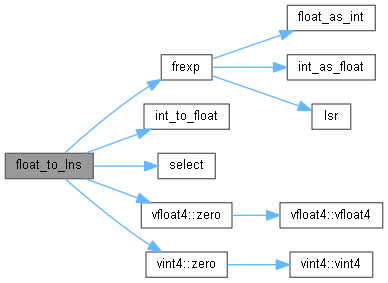 float_to_lns
frexp
float_as_int
int_as_float
lsr
int_to_float
select
vfloat4::zero
vfloat4::vfloat4
vint4::zero
vint4::vint4